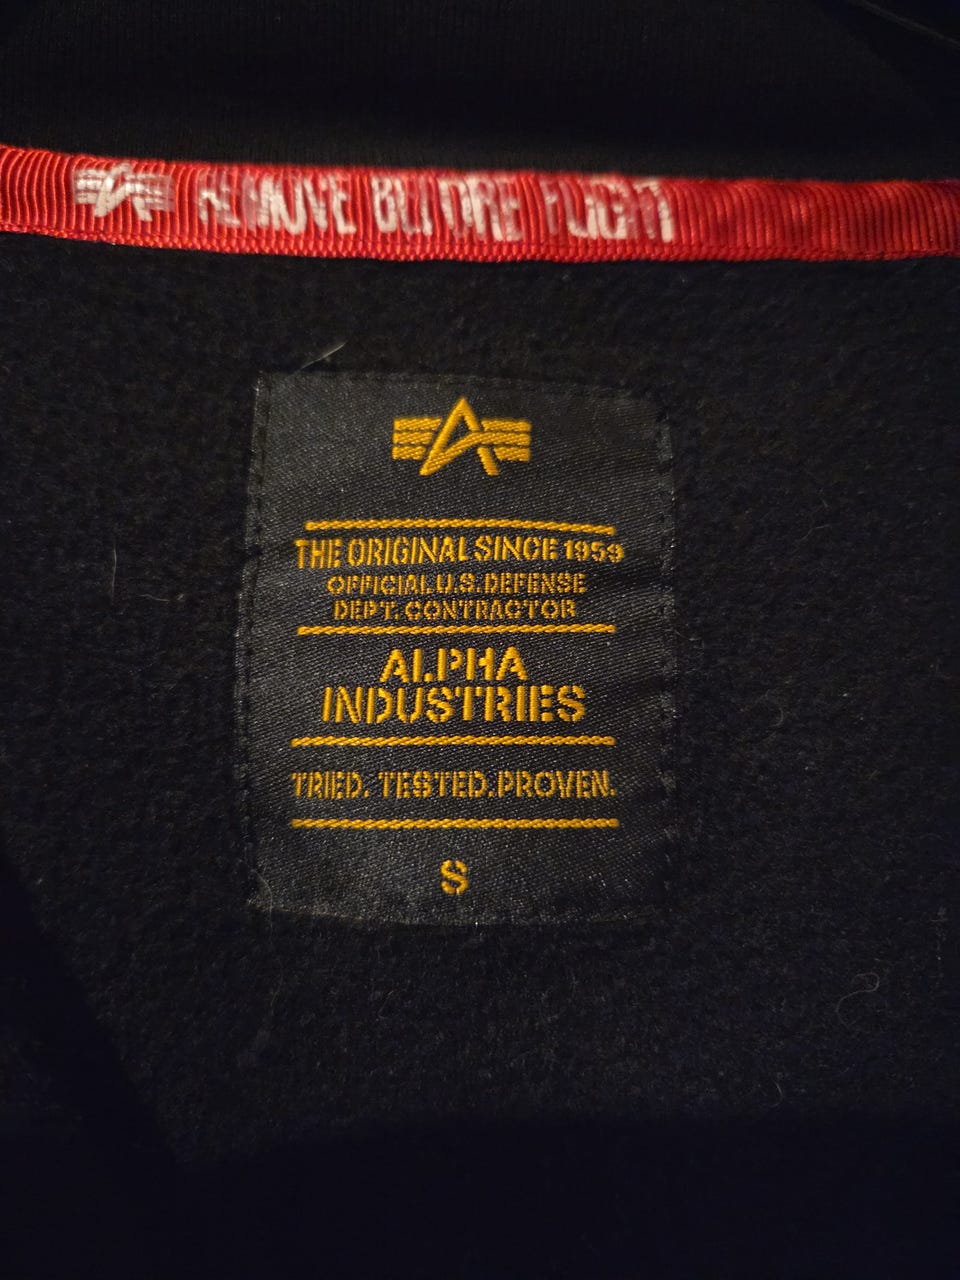 REMOVE BEFORE FLIGHT
THE ORIGINAL SINCE 1959
OFFICIAL U.S. DEFENSE
DEPT. CONTRACTOR
ALPHA
INDUSTRIES
TRIED. TESTED. PROVEN.
S